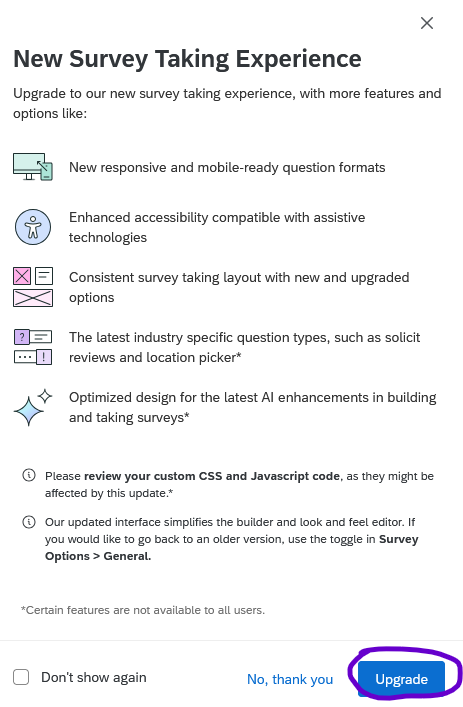 New Survey Taking Experience
Upgrade to our new survey taking experience, with more features and
options like:
New responsive and mobile-ready question formats
Enhanced accessibility compatible with assistive
technologies
Consistent survey taking layout with new and upgraded
options
?
!
The latest industry specific question types, such as solicit
reviews and location picker*
Optimized design for the latest AI enhancements in building
and taking surveys*
Please review your custom CSS and Javascript code, as they might be
affected by this update.*
Our updated interface simplifies the builder and look and feel editor. If
you would like to go back to an older version, use the toggle in Survey
Options > General.
*Certain features are not available to all users.
Don't show again
No, thank you
Upgrade